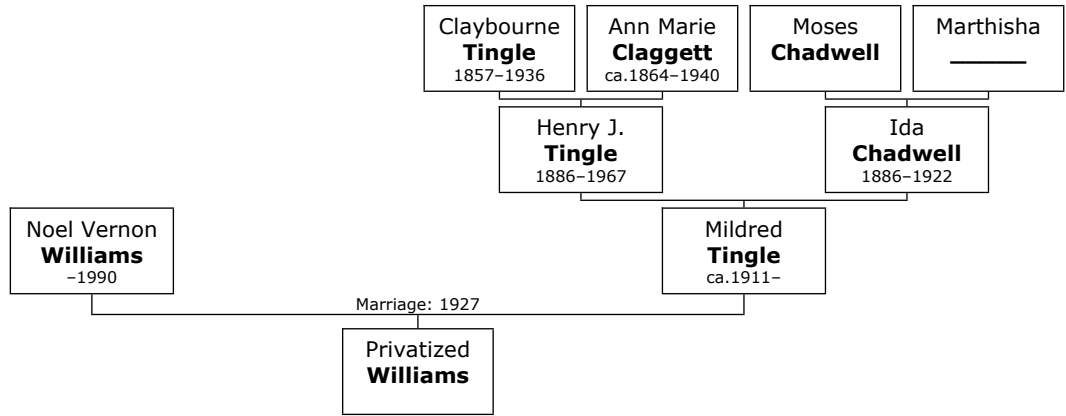 Claybourne
Tingle
1857–1936
Ann Marie
Claggett
ca.1864–1940
Moses
Chadwell
Marthisha
______
Henry J.
Tingle
1886–1967
Ida
Chadwell
1886–1922
Noel Vernon
Williams
–1990
Mildred
Tingle
ca.1911–
Marriage: 1927
Privatized
Williams